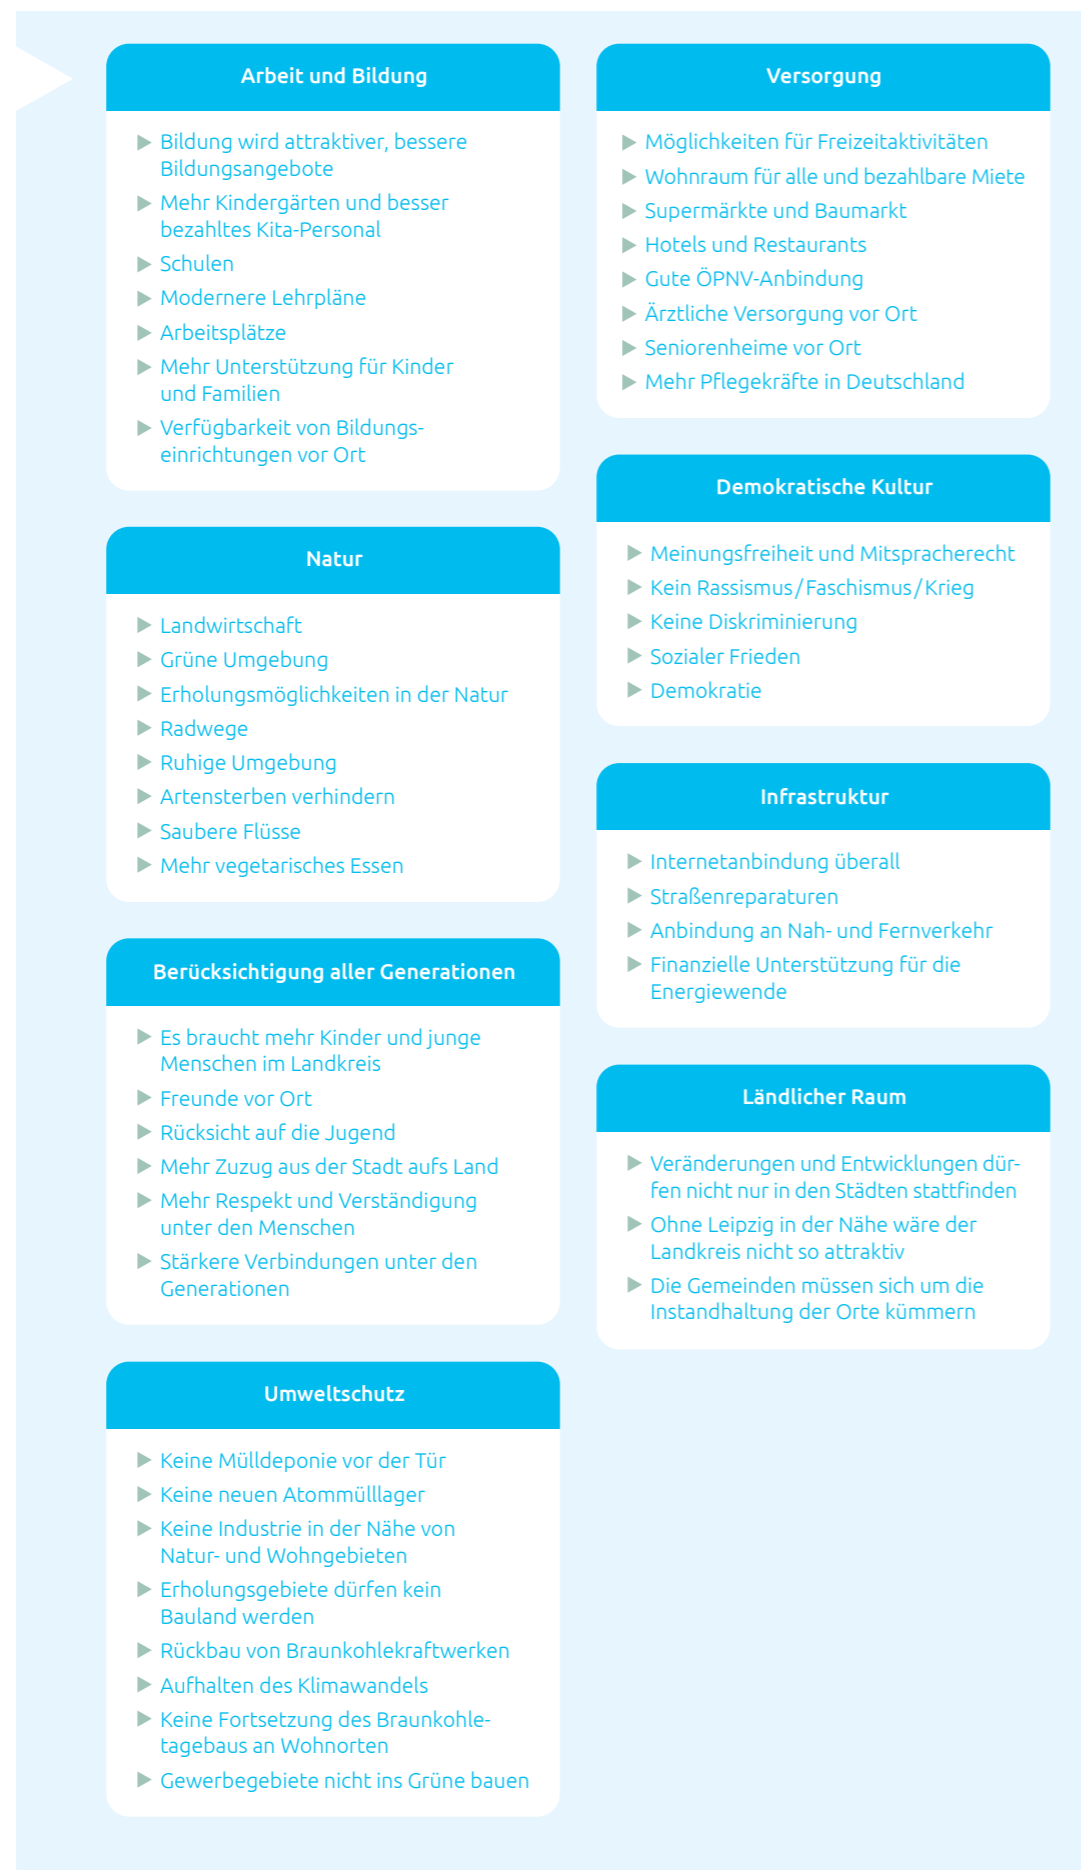 Arbeit und Bildung
Bildung wird attraktiver, bessere
Bildungsangebote
Mehr Kindergärten und besser
bezahltes Kita-Personal
Schulen
Modernere Lehrpläne
Arbeitsplätze
Mehr Unterstützung für Kinder
und Familien
Verfügbarkeit von Bildungs-
einrichtungen vor Ort
Natur
Landwirtschaft
Grüne Umgebung
Erholungsmöglichkeiten in der Natur
Radwege
Ruhige Umgebung
Artensterben verhindern
Saubere Flüsse
Mehr vegetarisches Essen
Berücksichtigung aller Generationen
Es braucht mehr Kinder und junge
Menschen im Landkreis
Freunde vor Ort
Rücksicht auf die Jugend
Mehr Zuzug aus der Stadt aufs Land
Mehr Respekt und Verständigung
unter den Menschen
Stärkere Verbindungen unter den
Generationen
Umweltschutz
Keine Mülldeponie vor der Tür
Keine neuen Atommülllager
Keine Industrie in der Nähe von
Natur- und Wohngebieten
Erholungsgebiete dürfen kein
Bauland werden
Rückbau von Braunkohlekraftwerken
Aufhalten des Klimawandels
Keine Fortsetzung des Braunkohle-
tagebaus an Wohnorten
Gewerbegebiete nicht ins Grüne bauen
Versorgung
Möglichkeiten für Freizeitaktivitäten
Wohnraum für alle und bezahlbare Miete
Supermärkte und Baumarkt
Hotels und Restaurants
Gute ÖPNV-Anbindung
Ärztliche Versorgung vor Ort
Seniorenheime vor Ort
Mehr Pflegekräfte in Deutschland
Demokratische Kultur
Meinungsfreiheit und Mitspracherecht
Kein Rassismus/Faschismus/Krieg
Keine Diskriminierung
Sozialer Frieden
Demokratie
Infrastruktur
Internetanbindung überall
Straßenreparaturen
Anbindung an Nah- und Fernverkehr
Finanzielle Unterstützung für die
Energiewende
Ländlicher Raum
Veränderungen und Entwicklungen dür-
fen nicht nur in den Städten stattfinden
Ohne Leipzig in der Nähe wäre der
Landkreis nicht so attraktiv
Die Gemeinden müssen sich um die
Instandhaltung der Orte kümmern